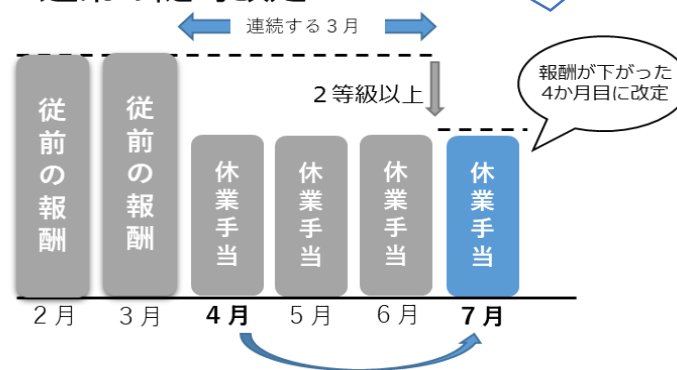 連続する３月
２等級以上
報酬が下がった
4か月目に改定
従前の報酬
従前の報酬
休業手当
休業手当
休業手当
休業手当
２月
３月
４月
５月
６月
７月